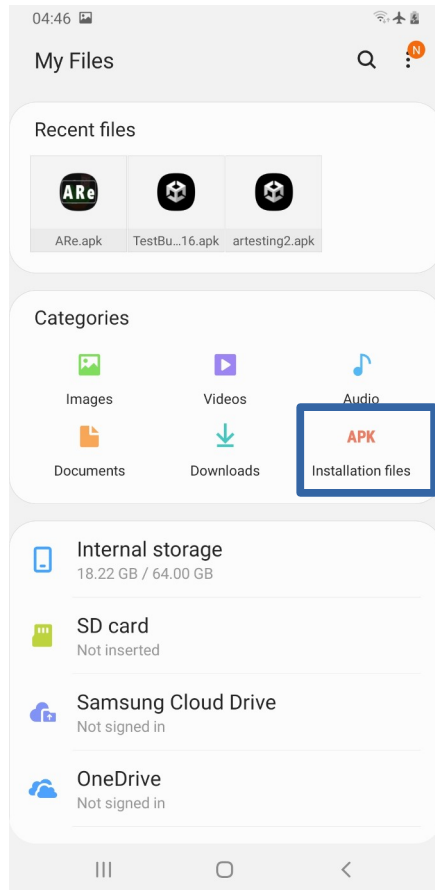 04:46
My Files
N
Recent files
ARe
ARe.apk
TestBu...16.apk
artesting2.apk
Categories
Images
Videos
Audio
Documents
Downloads
APK
Installation files
Internal storage
18.22 GB / 64.00 GB
SD card
Not inserted
Samsung Cloud Drive
Not signed in
OneDrive
Not signed in